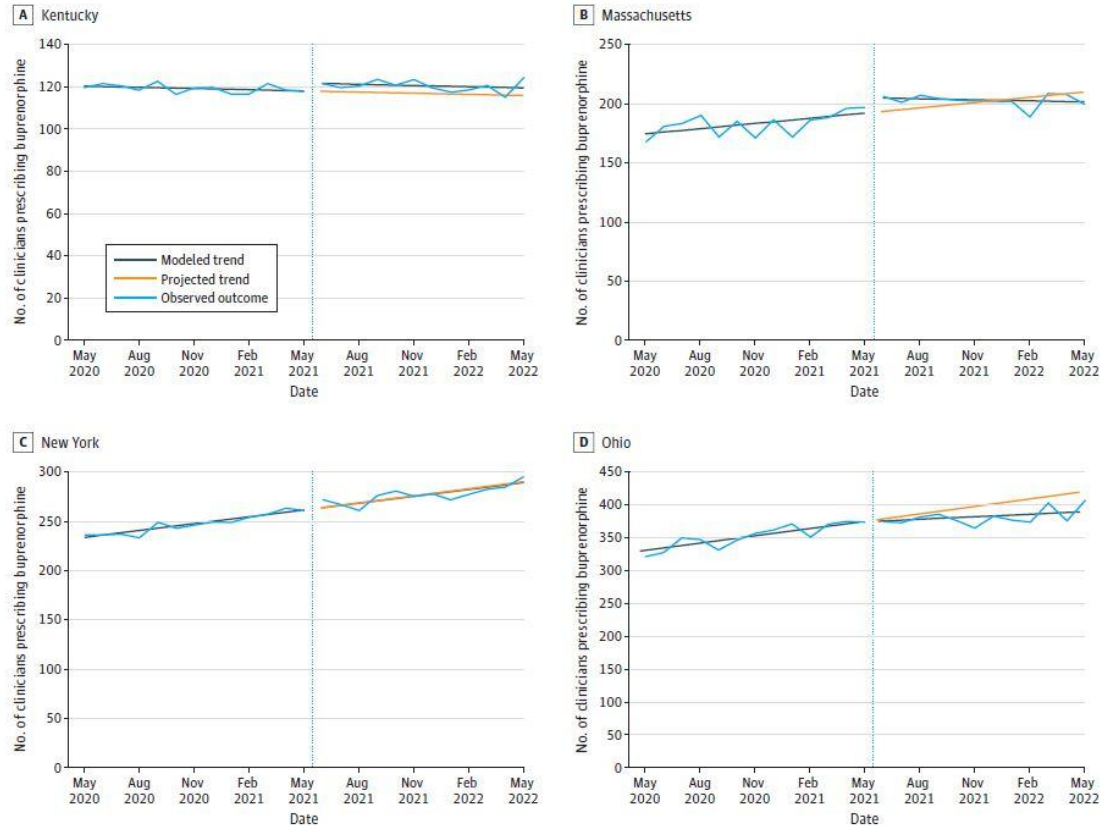 A Kentucky
No. of clinicians prescribing buprenorphine
140
120
100
80
60
40
20
0
Modeled trend
Projected trend
Observed outcome
May 2020
Aug 2020
Nov 2020
Feb 2021
May 2021
Aug 2021
Nov 2021
Feb 2022
May 2022
Date
B Massachusetts
No. of clinicians prescribing buprenorphine
250
200
150
100
50
0
May 2020
Aug 2020
Nov 2020
Feb 2021
May 2021
Aug 2021
Nov 2021
Feb 2022
May 2022
Date
C New York
No. of clinicians prescribing buprenorphine
300
250
200
150
100
50
0
May 2020
Aug 2020
Nov 2020
Feb 2021
May 2021
Aug 2021
Nov 2021
Feb 2022
May 2022
Date
D Ohio
No. of clinicians prescribing buprenorphine
450
400
350
300
250
200
150
100
50
0
May 2020
Aug 2020
Nov 2020
Feb 2021
May 2021
Aug 2021
Nov 2021
Feb 2022
May 2022
Date